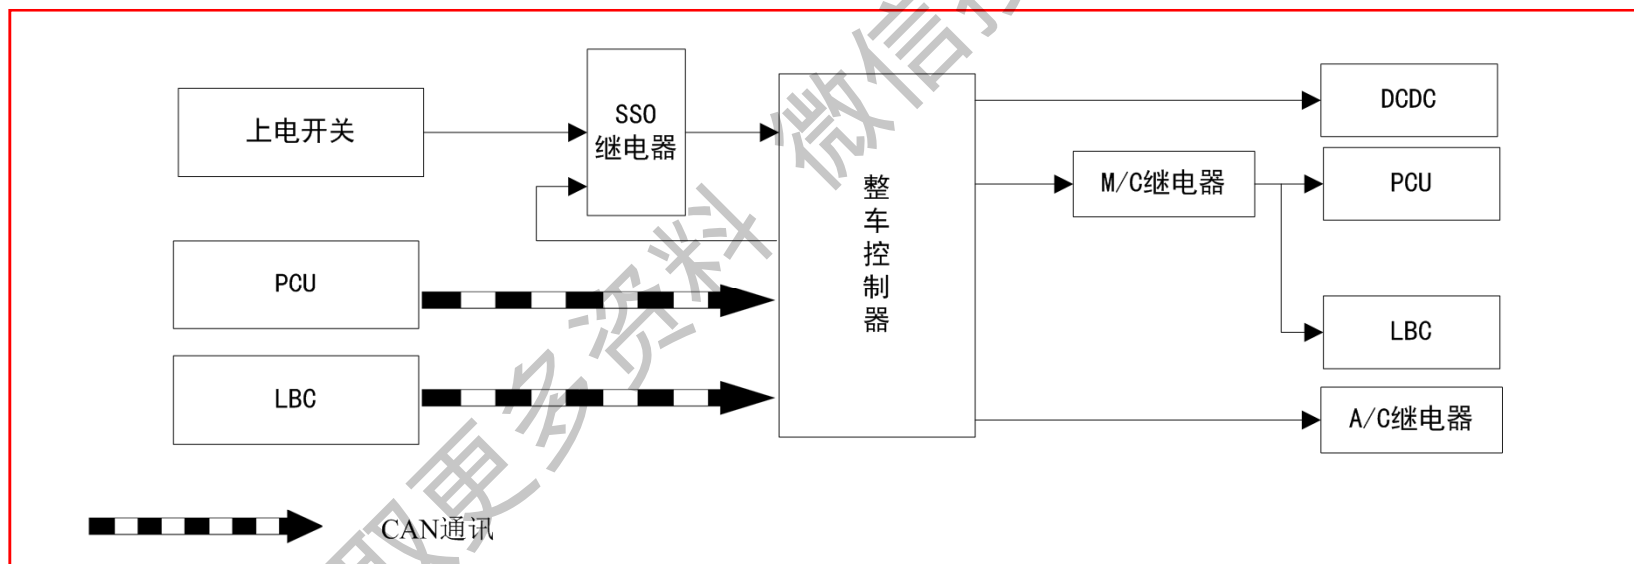 上电开关
SSO
继电器
PCU
LBC
整
车
控
制
器
DCDC
M/C继电器
PCU
LBC
A/C继电器
CAN通讯
更多资料 微信